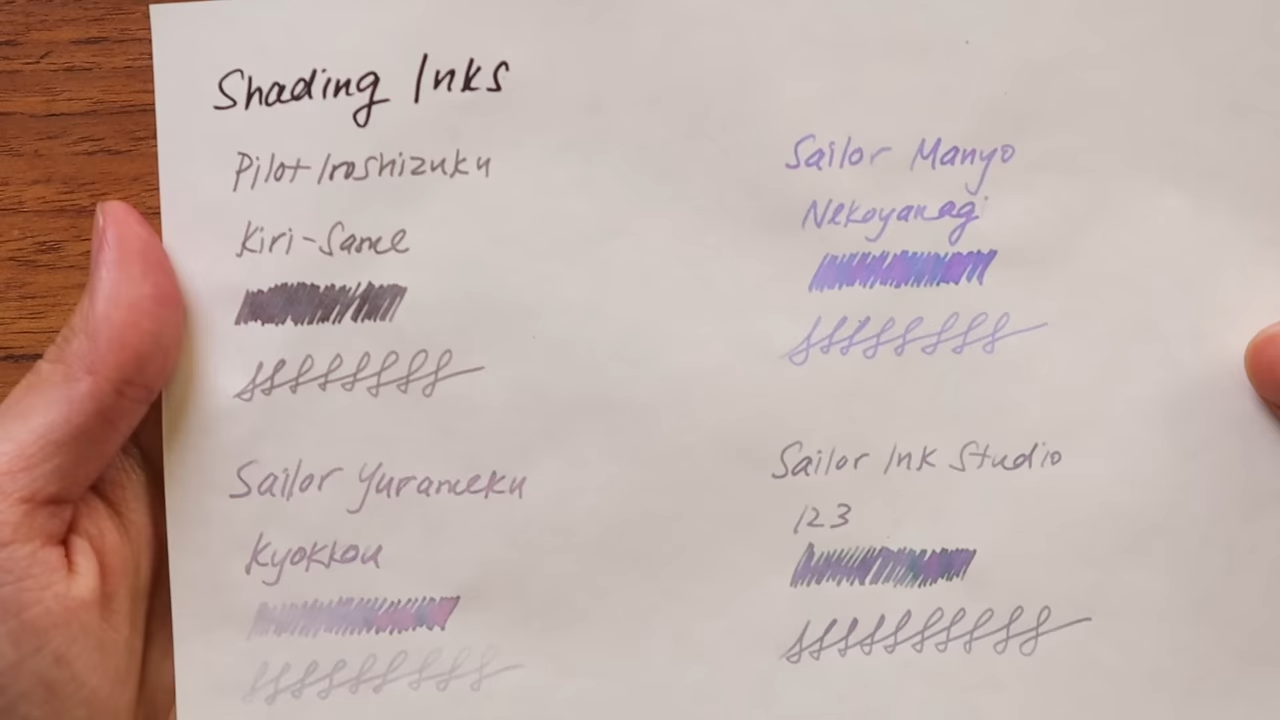 Shading Inks
Pilot Iroshizuku
Kiri-Same
Sailor Yurameku
Kyokkou
Sailor Manyo
Nekoyanagi
Sailor Ink Studio
123